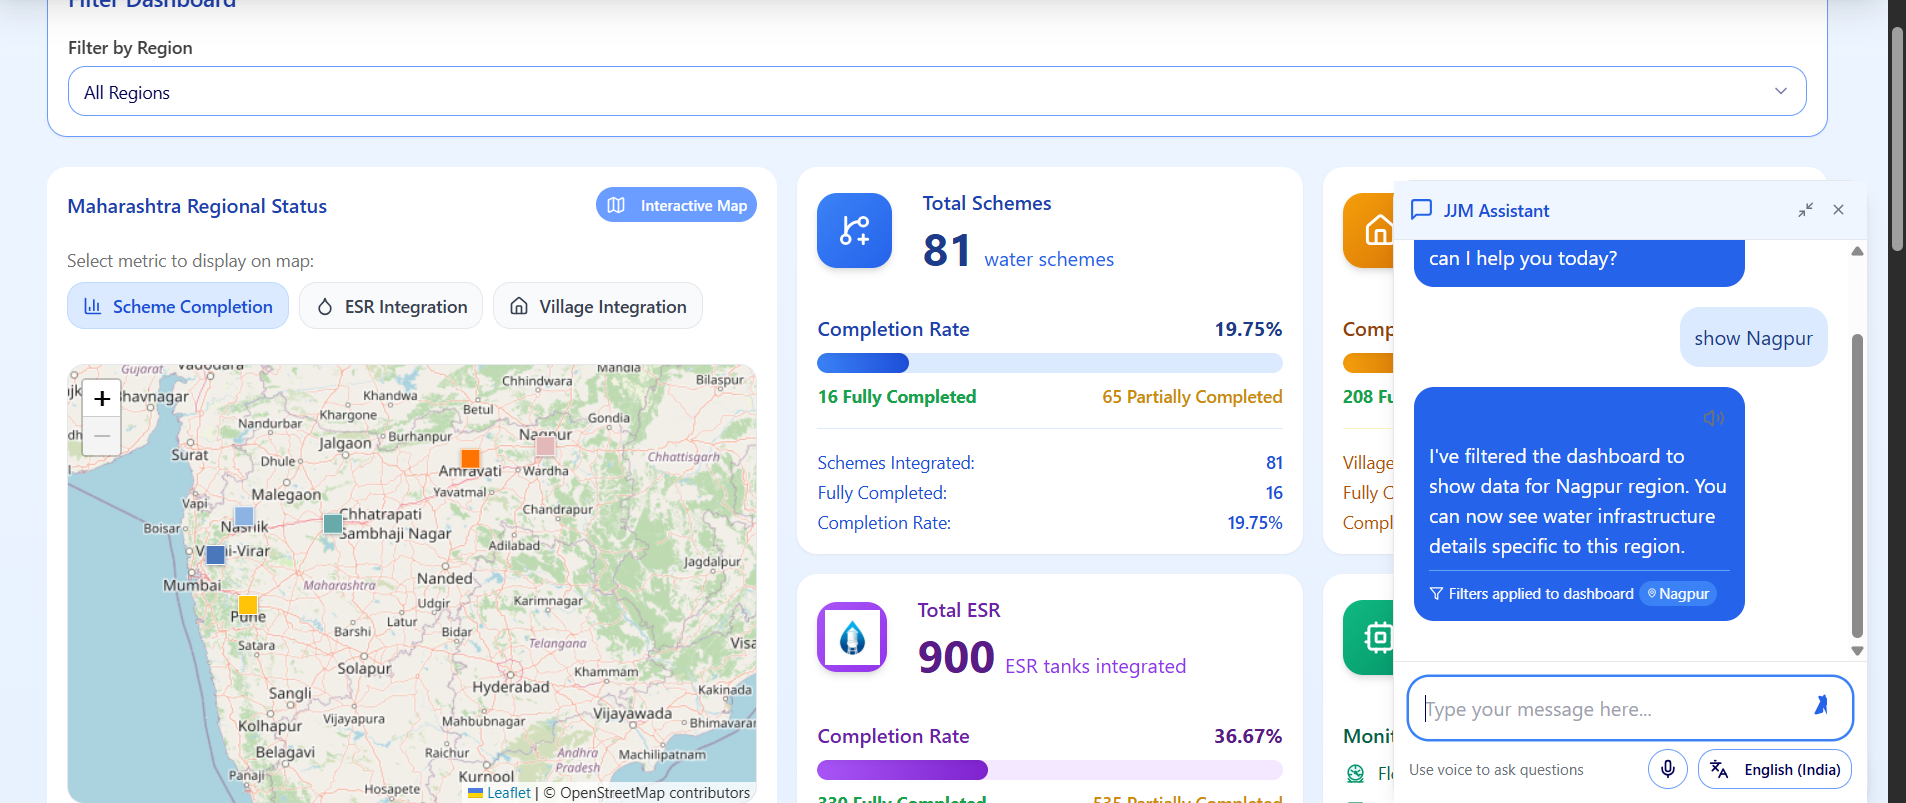 Filter Dashboard
Filter by Region
All Regions
Maharashtra Regional Status
Interactive Map
Select metric to display on map:
Scheme Completion
ESR Integration
Village Integration
+
−
Gujarat
Vadodara
Mandla
Bhavnagar
Khandwa
Chhindwara
Bilaspur
Khargone
Betul
Gondia
Nandurbar
Jalgaon
Burhanpur
Nagpur
Surat
Dhule
Amravati
Wardha
Chhattisgarh
Vapi
Malegaon
Yavatmal
Boisar
Nashik
Chhatrapati
Sambhaji Nagar
Chandrapur
Adilabad
Jagdalpur
Mumbai
Maharashtra
Nanded
Pune
Udgir
Karimnagar
Satara
Barshi
Latur
Bidar
Telangana
Solapur
Khammam
Sangli
Hyderabad
Kakinada
Kolhapur
Vijayapura
Mahbubnagar
Vijayawada
Bhimavaram
Belagavi
Raichur
Andhra
Pradesh
Machilipatnam
Panaji
Hosapete
Kurnool
Leaflet | © OpenStreetMap contributors
Total Schemes
81 water schemes
Completion Rate 19.75%
16 Fully Completed 65 Partially Completed
Schemes Integrated: 81
Fully Completed: 16
Completion Rate: 19.75%
Total ESR
900 ESR tanks integrated
Completion Rate 36.67%
330 Fully Completed 535 Partially Completed
Comp
208 Fu
Village
Fully C
Compl
Monit
Flo
JJM Assistant
can I help you today?
show Nagpur
I've filtered the dashboard to
show data for Nagpur region. You
can now see water infrastructure
details specific to this region.
Filters applied to dashboard Nagpur
Type your message here...
Use voice to ask questions
English (India)